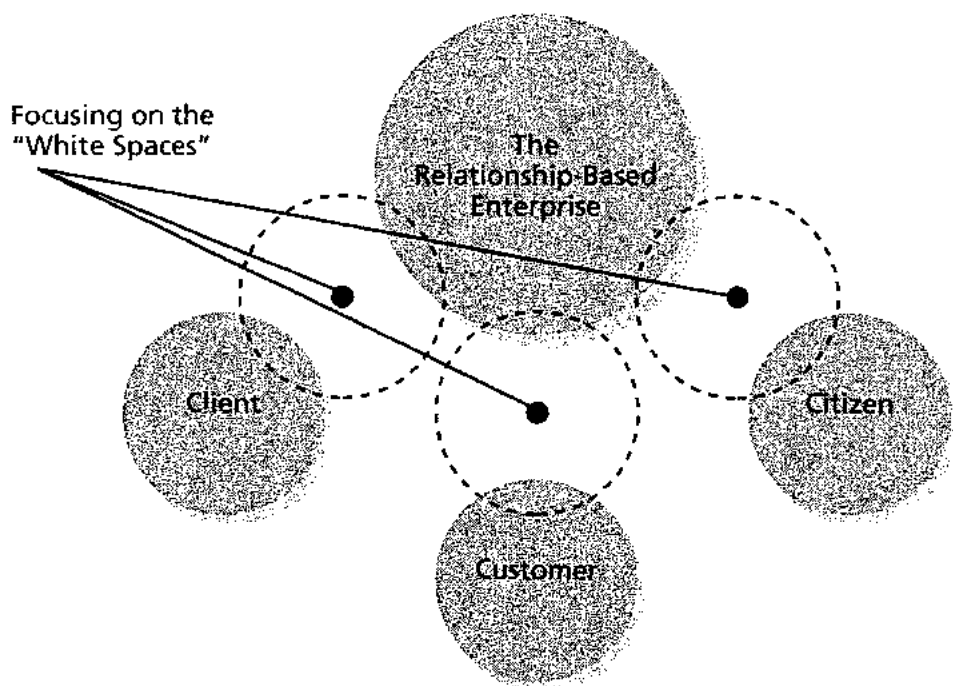 Focusing on the
"White Spaces"
The
Relationship-Based
Enterprise
Client
Citizen
Customer